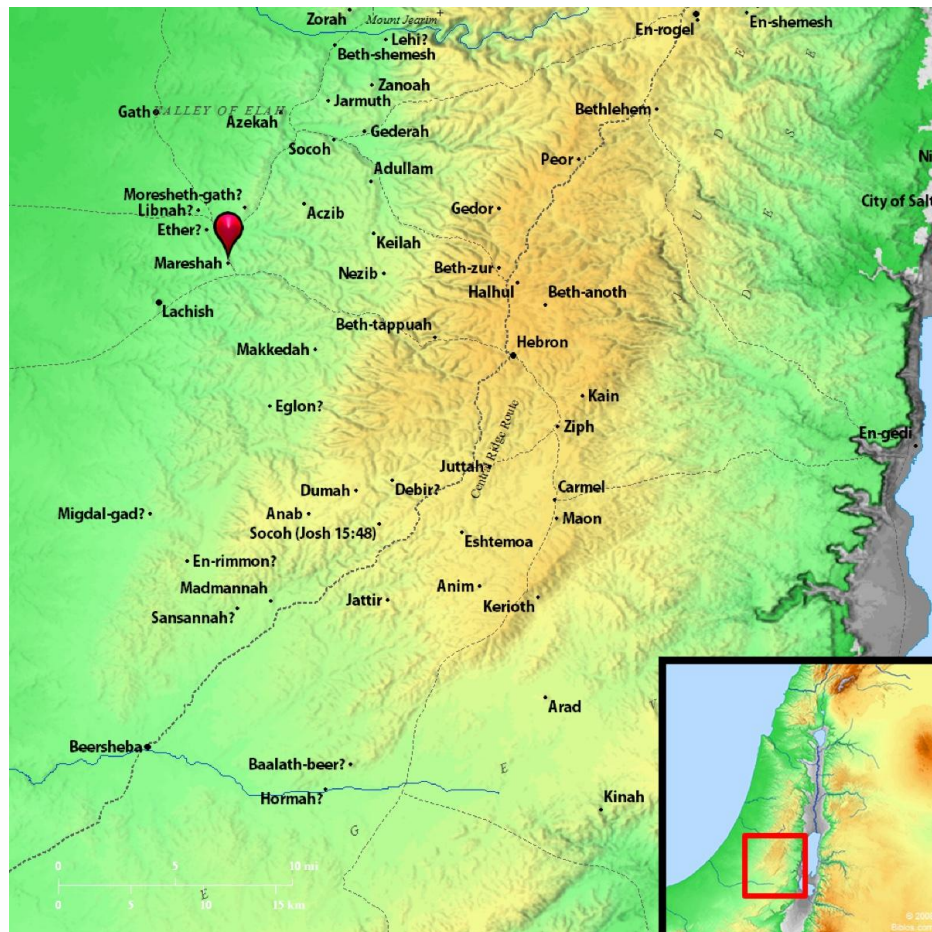 Zorah
Mount Jearim
En-rogel
En-shemesh
Lehi?
Beth-shemesh
Zanoah
Jarmuth
Gath
VALLEY OF ELAH
Azekah
Bethlehem
Gederah
Socoh
Peor
Adullam
Moresheth-gath?
Libnah?
Aczib
Gedor
City of Salt
Ether?
Keilah
Mareshah
Nezib
Beth-zur
Halhul
Beth-anoth
Lachish
Beth-tappuah
Hebron
Makkedah
Kain
Eglon?
Ziph
Central Ridge Route
En-gedi
Juttah
Dumah
Debir?
Carmel
Migdal-gad?
Anab
Maon
Socoh (Josh 15:48)
Eshtemoa
En-rimmon?
Madmannah
Anim
Jattir
Kerioth
Sansannah?
Arad
Beersheba
Baalath-beer?
Hormah?
Kinah
N E G E V
0 5 10 mi
0 10 15 km